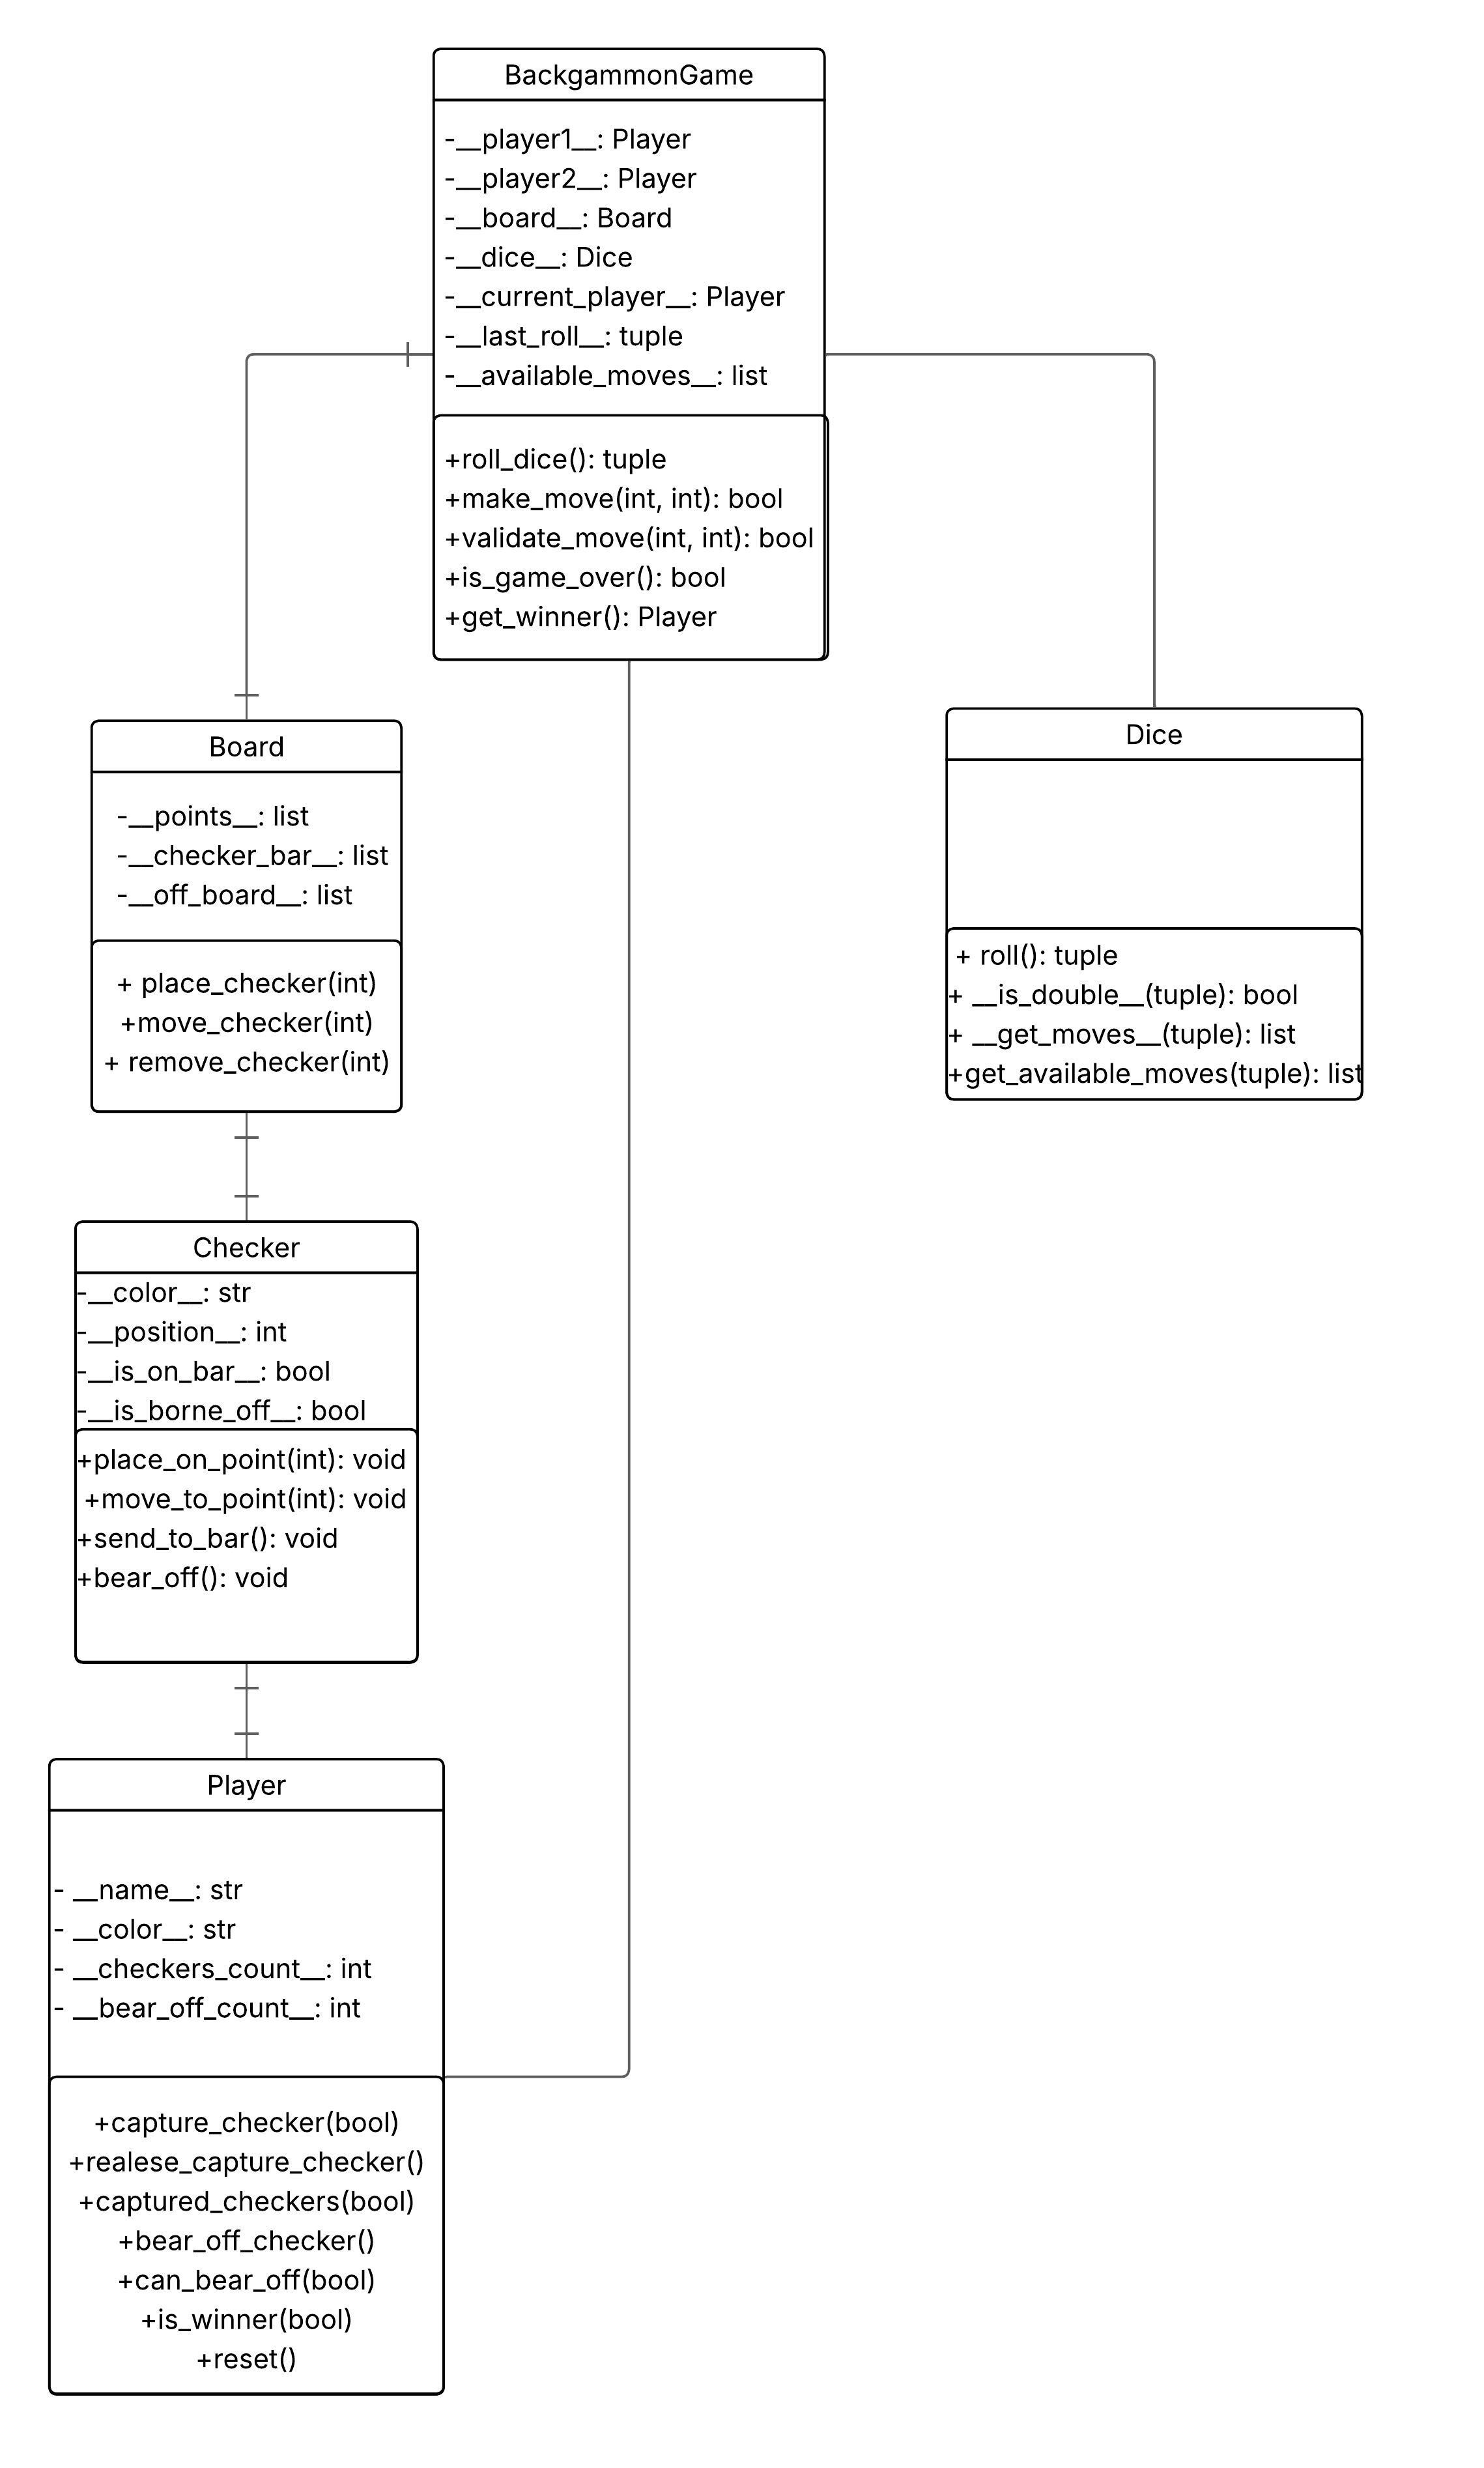 BackgammonGame
-__player1__: Player
-__player2__: Player
-__board__: Board
-__dice__: Dice
-__current_player__: Player
-__last_roll__: tuple
-__available_moves__: list
+roll_dice(): tuple
+make_move(int, int): bool
+validate_move(int, int): bool
+is_game_over(): bool
+get_winner(): Player
Board
-__points__: list
-__checker_bar__: list
-__off_board__: list
+ place_checker(int)
+move_checker(int)
+ remove_checker(int)
Dice
+ roll(): tuple
+ __is_double__(tuple): bool
+ __get_moves__(tuple): list
+get_available_moves(tuple): list
Checker
-__color__: str
-__position__: int
-__is_on_bar__: bool
-__is_borne_off__: bool
+place_on_point(int): void
+move_to_point(int): void
+send_to_bar(): void
+bear_off(): void
Player
- __name__: str
- __color__: str
- __checkers_count__: int
- __bear_off_count__: int
+capture_checker(bool)
+realese_capture_checker()
+captured_checkers(bool)
+bear_off_checker()
+can_bear_off(bool)
+is_winner(bool)
+reset()